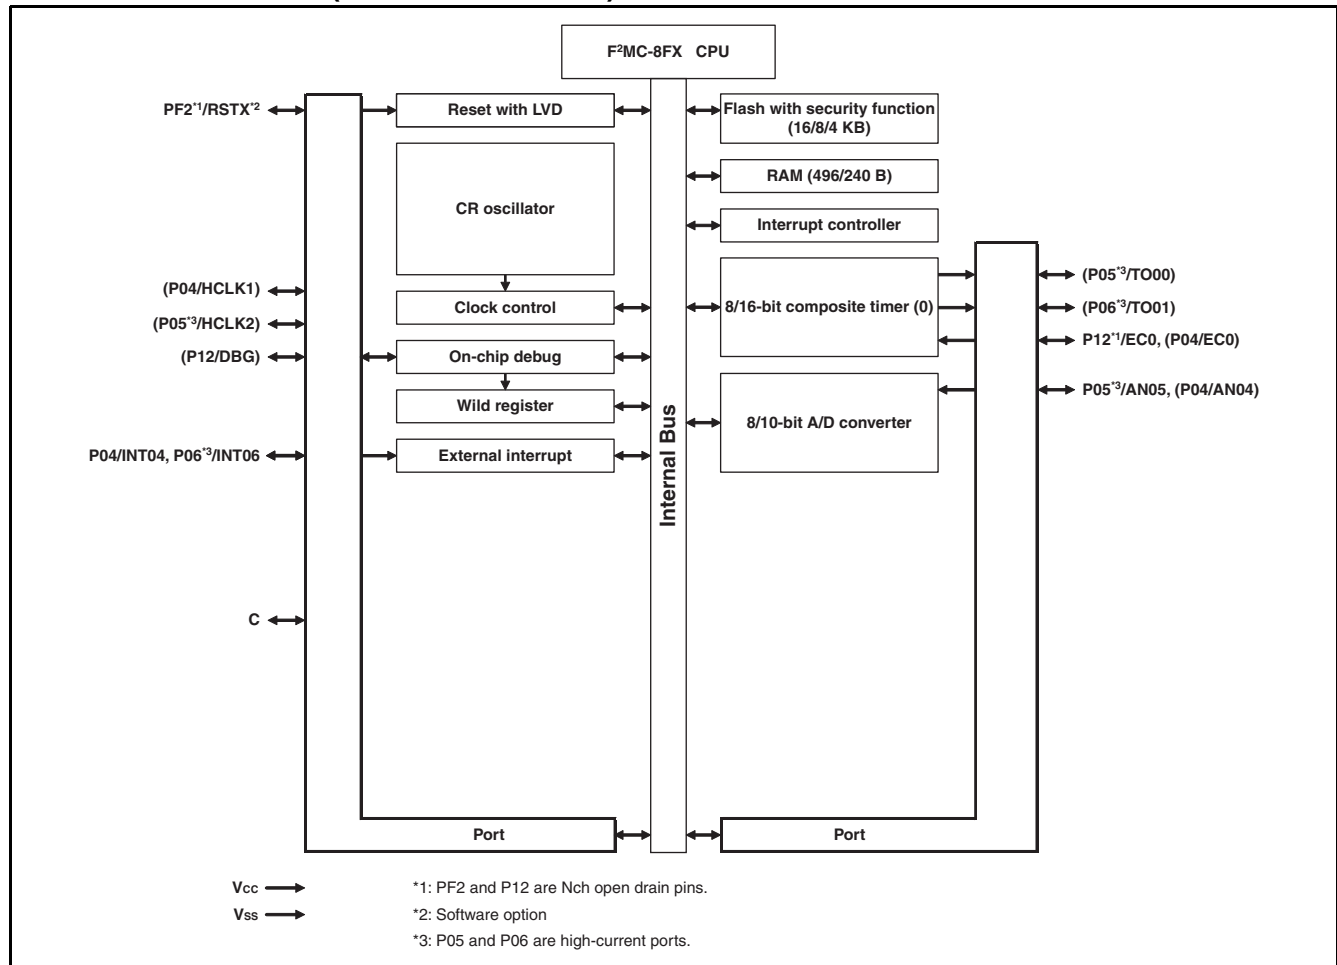 F²MC-8FX CPU
PF2*1/RSTX*2
Reset with LVD
Flash with security function
(16/8/4 KB)
RAM (496/240 B)
CR oscillator
Interrupt controller
(P04/HCLK1)
Clock control
8/16-bit composite timer (0)
(P05*3/TO00)
(P05*3/HCLK2)
(P06*3/TO01)
(P12/DBG)
On-chip debug
P12*1/EC0, (P04/EC0)
Wild register
8/10-bit A/D converter
P05*3/AN05, (P04/AN04)
P04/INT04, P06*3/INT06
External interrupt
Internal Bus
C
Port
Port
Vcc
*1: PF2 and P12 are Nch open drain pins.
Vss
*2: Software option
*3: P05 and P06 are high-current ports.